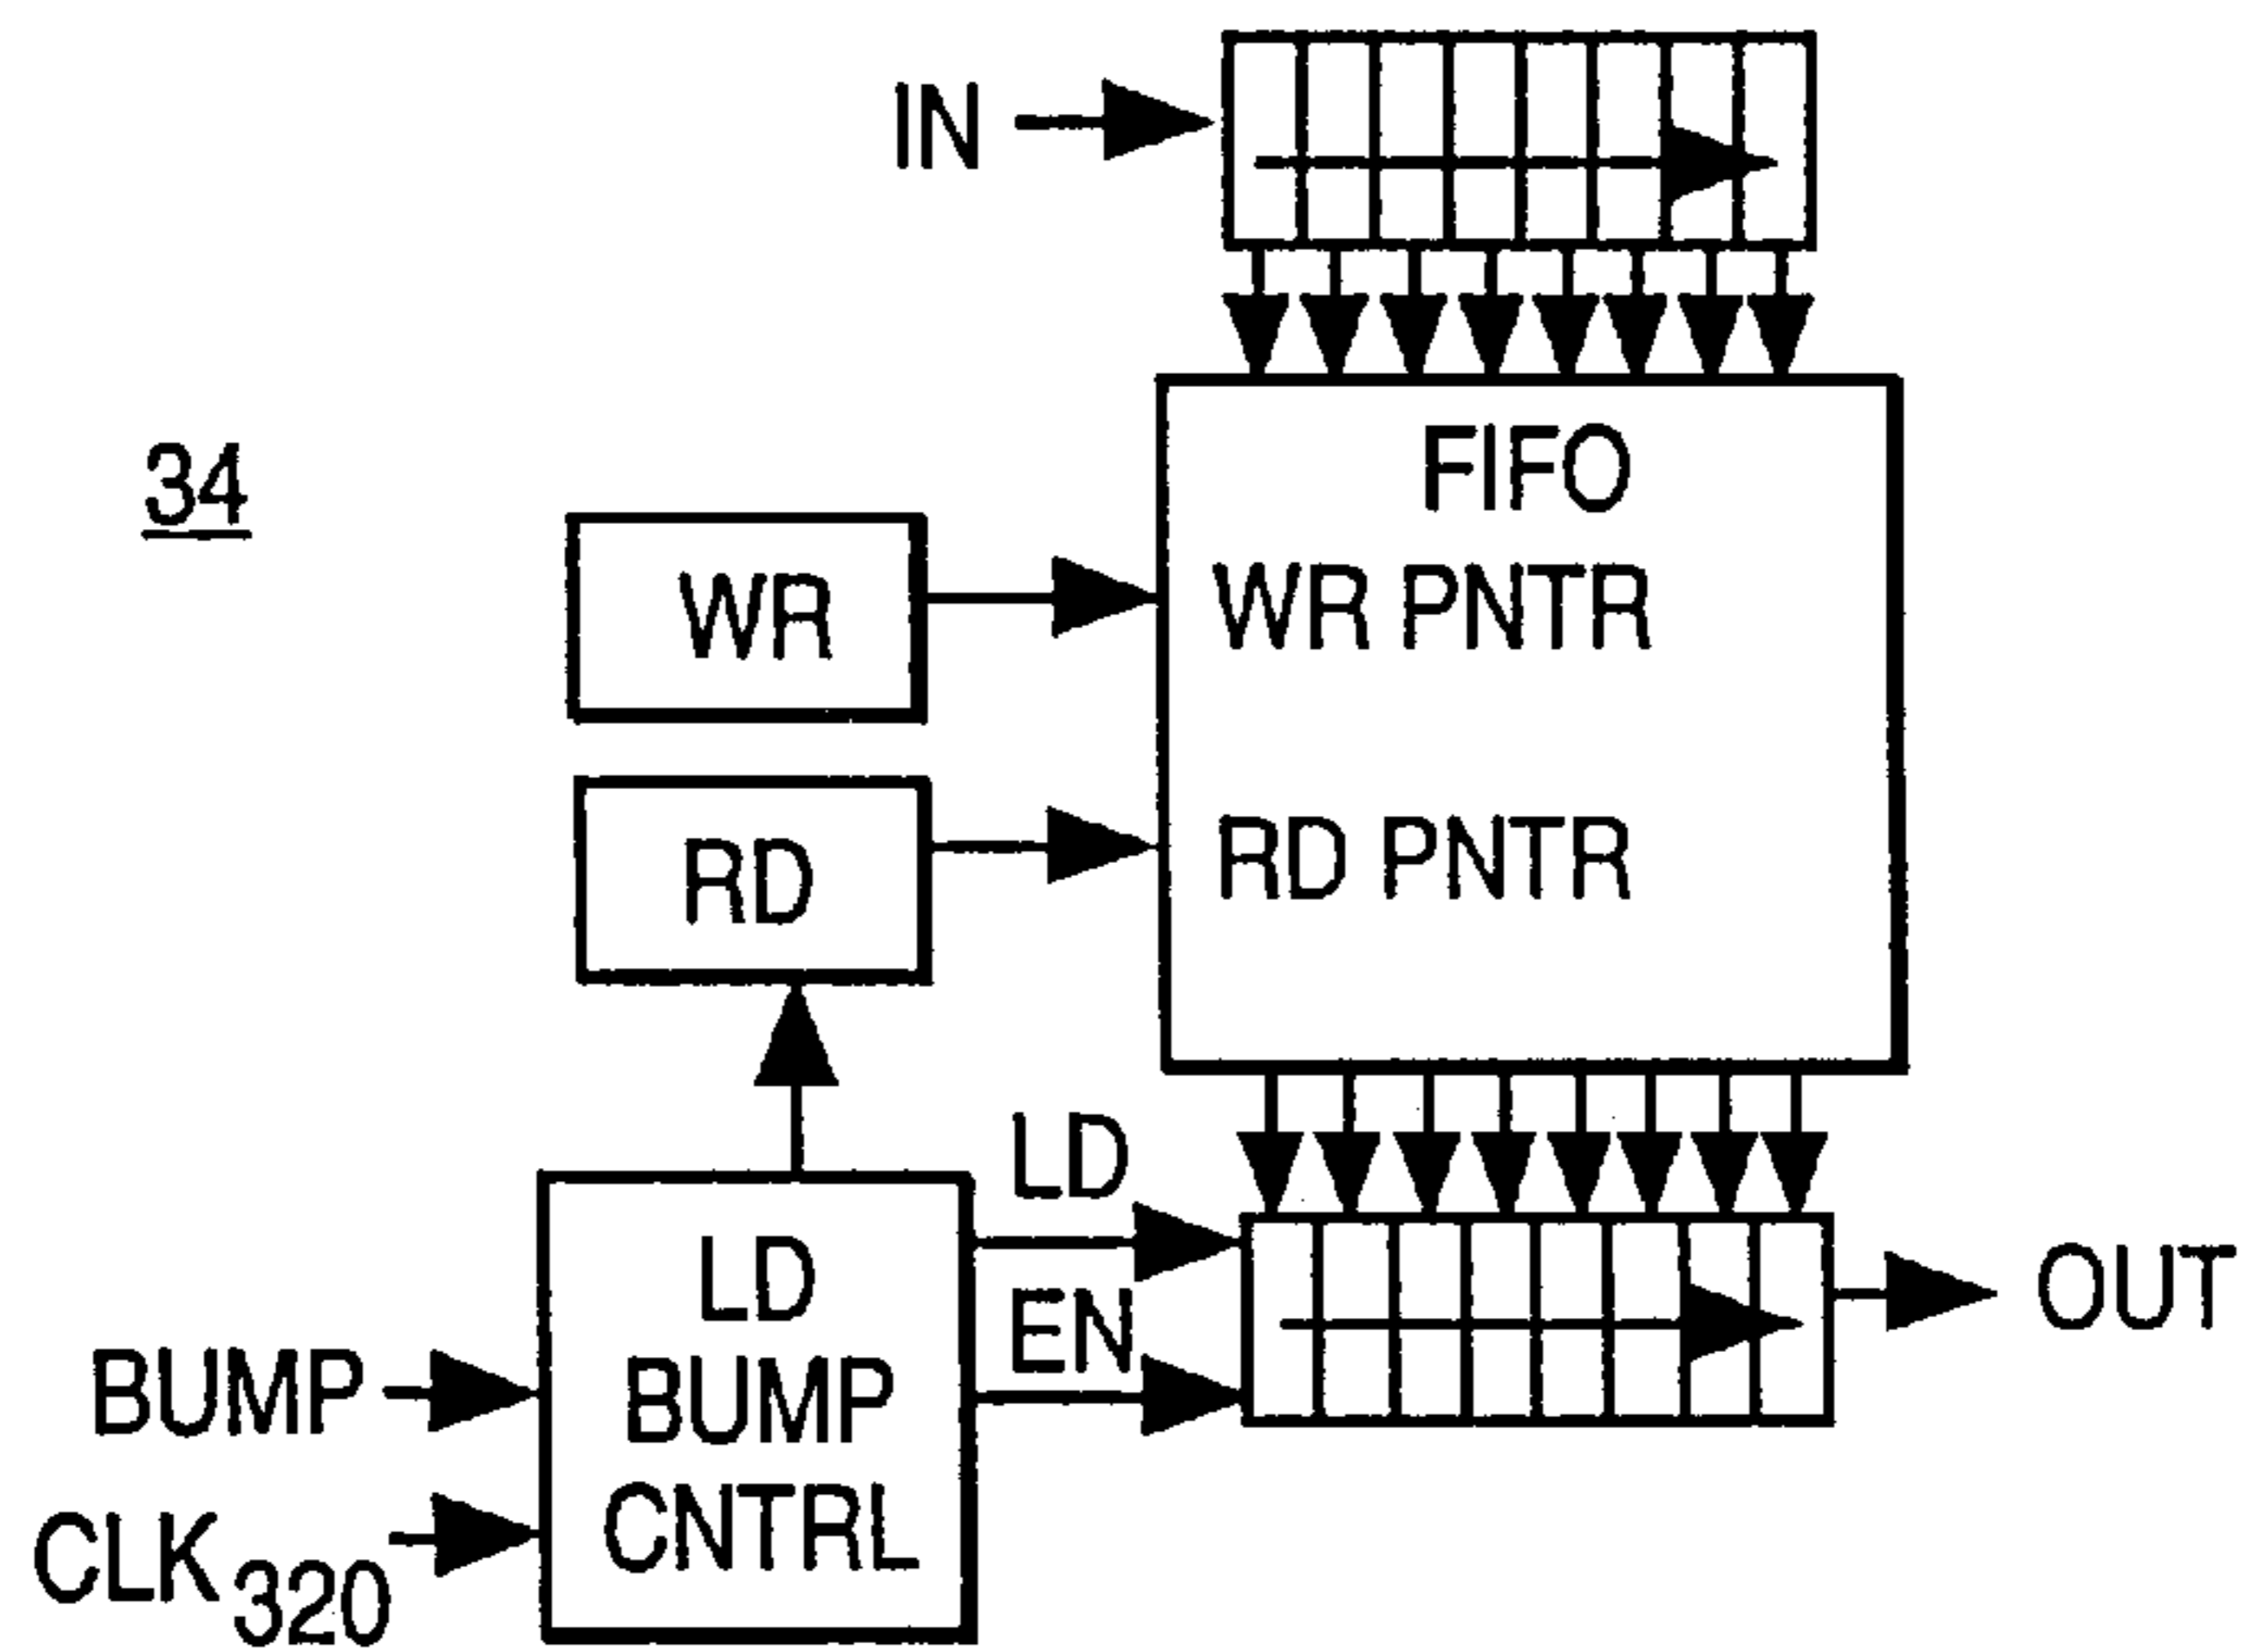 IN
34
FIFO
WR
WR PNTR
RD
RD PNTR
LD
LD
BUMP
CNTRL
EN
OUT
BUMP
CLK320